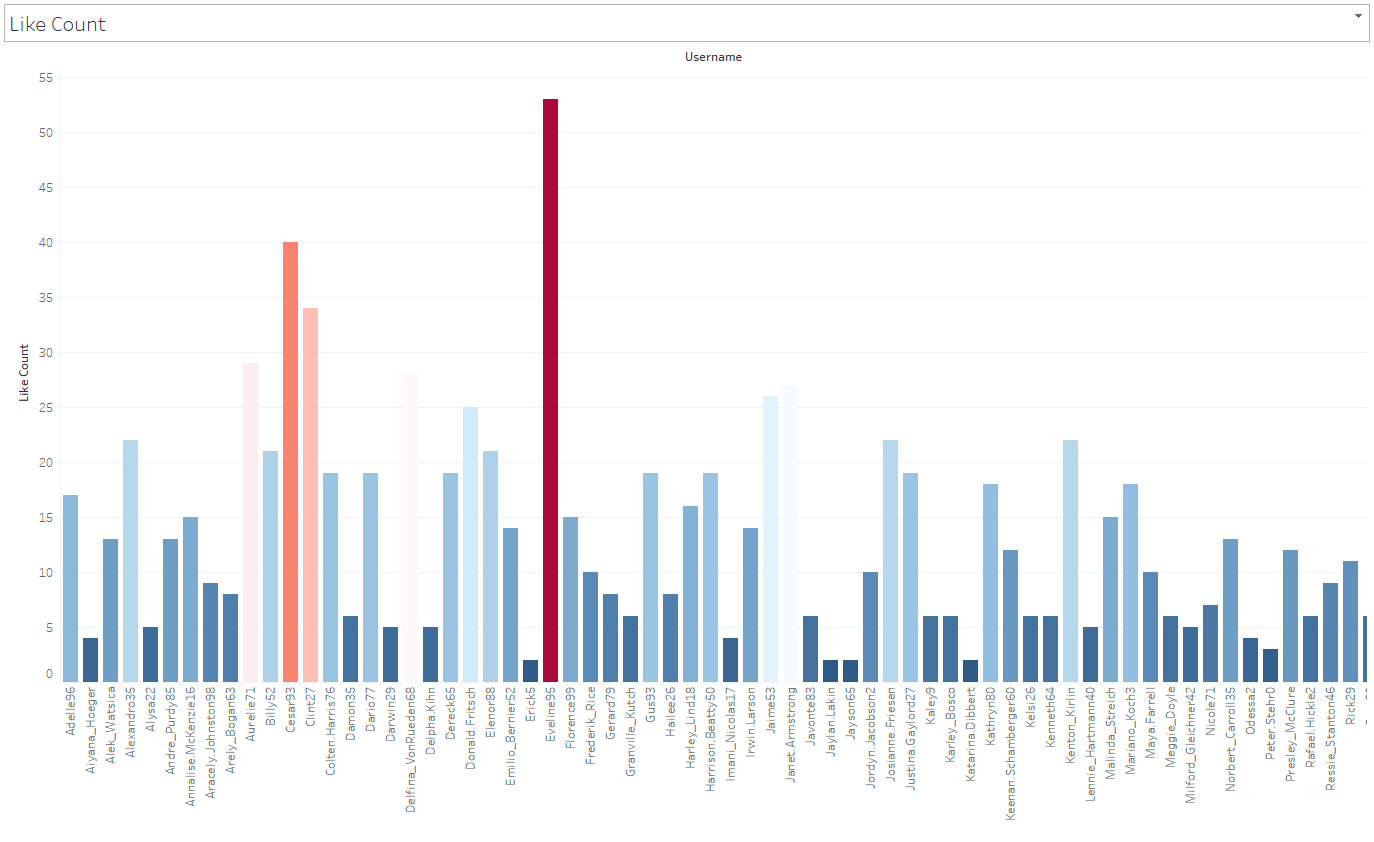 Like Count
Username
55
50
45
40
35
30
25
20
15
10
5
0
Like Count
Adelle96
Aiyana_Hoeger
Alek_Watsica
Alexandro35
Alysa22
Andre_Purdy85
Annalise.McKenzie16
Aracely.Johnston98
Arely_Bogan63
Aurelie71
Billy52
Cesar93
Clint27
Colten.Harris76
Damon35
Dario77
Darwin29
Delfina_VonRueden68
Delpha.Kihn
Dereck65
Donald.Fritsch
Elenor88
Emilio_Bernier52
Erick5
Eveline95
Florence99
Frederik_Rice
Gerard79
Granville_Kutch
Gus93
Hailee26
Harley_Lind18
Harrison.Beatty50
Imani_Nicolas17
Irwin.Larson
Jaime53
Janet.Armstrong
Javonte83
Jaylan.Lakin
Jayson65
Jordyn.Jacobson2
Josianne.Friesen
Justina.Gaylord27
Kaley9
Karley_Bosco
Katarina.Dibbert
Kathryn80
Keenan.Schamberger60
Kelsi26
Kenneth64
Kenton_Kirlin
Lennie_Hartmann40
Malinda_Streich
Mariano_Koch3
Maya.Farrell
Meggie_Doyle
Milford_Gleichner42
Nicole71
Norbert_Carroll35
Odessa2
Peter.Stehr0
Presley_McClure
Rafael.Hickle2
Ressie_Stanton46
Rick29